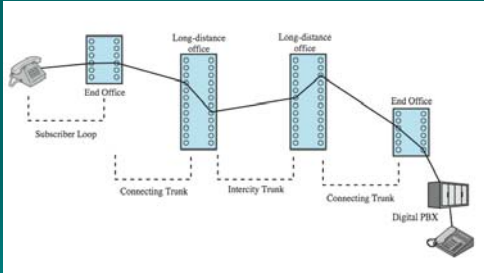 Long-distance
office
Long-distance
office
End Office
End Office
Subscriber Loop
Connecting Trunk
Intercity Trunk
Connecting Trunk
Digital PBX